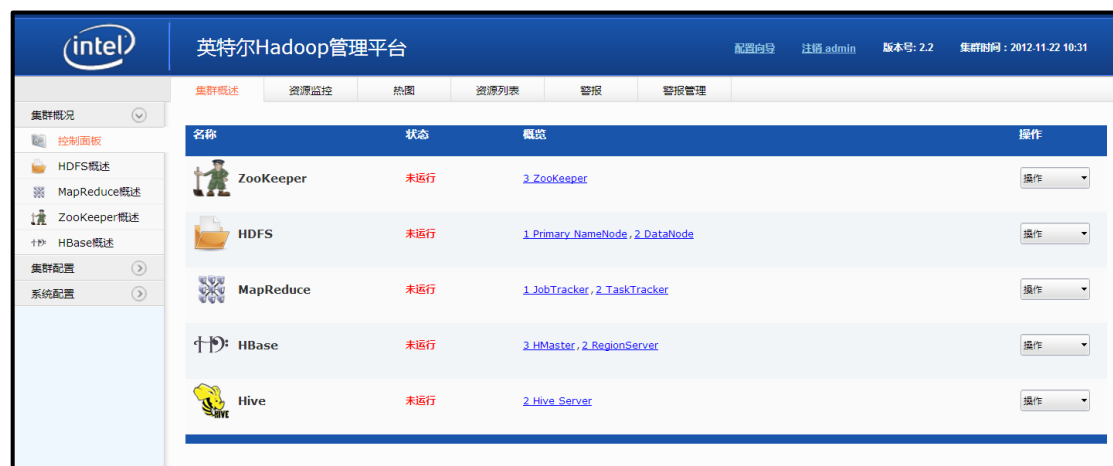 intel 英特尔Hadoop管理平台 配置向导 注销 admin 版本号: 2.2 集群时间 : 2012-11-22 10:31
集群概述 资源监控 热图 资源列表 警报 警报管理
集群概况
控制面板
HDFS概述
MapReduce概述
ZooKeeper概述
HBase概述
集群配置
系统配置
名称 状态 概览 操作
ZooKeeper 未运行 3 ZooKeeper 操作
HDFS 未运行 1 Primary NameNode , 2 DataNode 操作
MapReduce 未运行 1 JobTracker , 2 TaskTracker 操作
HBase 未运行 3 HMaster , 2 RegionServer 操作
HIVE Hive 未运行 2 Hive Server 操作